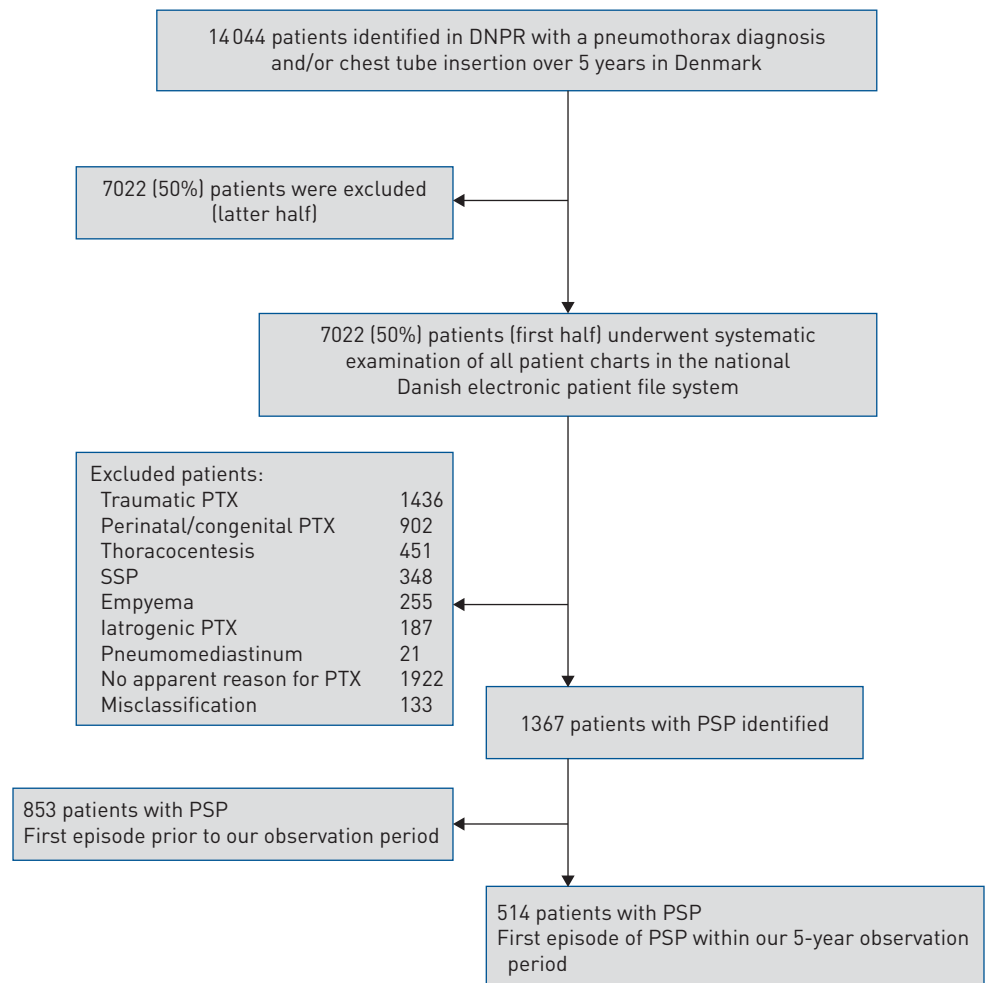 14 044 patients identified in DNPR with a pneumothorax diagnosis
and/or chest tube insertion over 5 years in Denmark
7022 (50%) patients were excluded
(latter half)
7022 (50%) patients (first half) underwent systematic
examination of all patient charts in the national
Danish electronic patient file system
Excluded patients:
Traumatic PTX 1436
Perinatal/congenital PTX 902
Thoracocentesis 451
SSP 348
Empyema 255
Iatrogenic PTX 187
Pneumomediastinum 21
No apparent reason for PTX 1922
Misclassification 133
1367 patients with PSP identified
853 patients with PSP
First episode prior to our observation period
514 patients with PSP
First episode of PSP within our 5-year observation
period